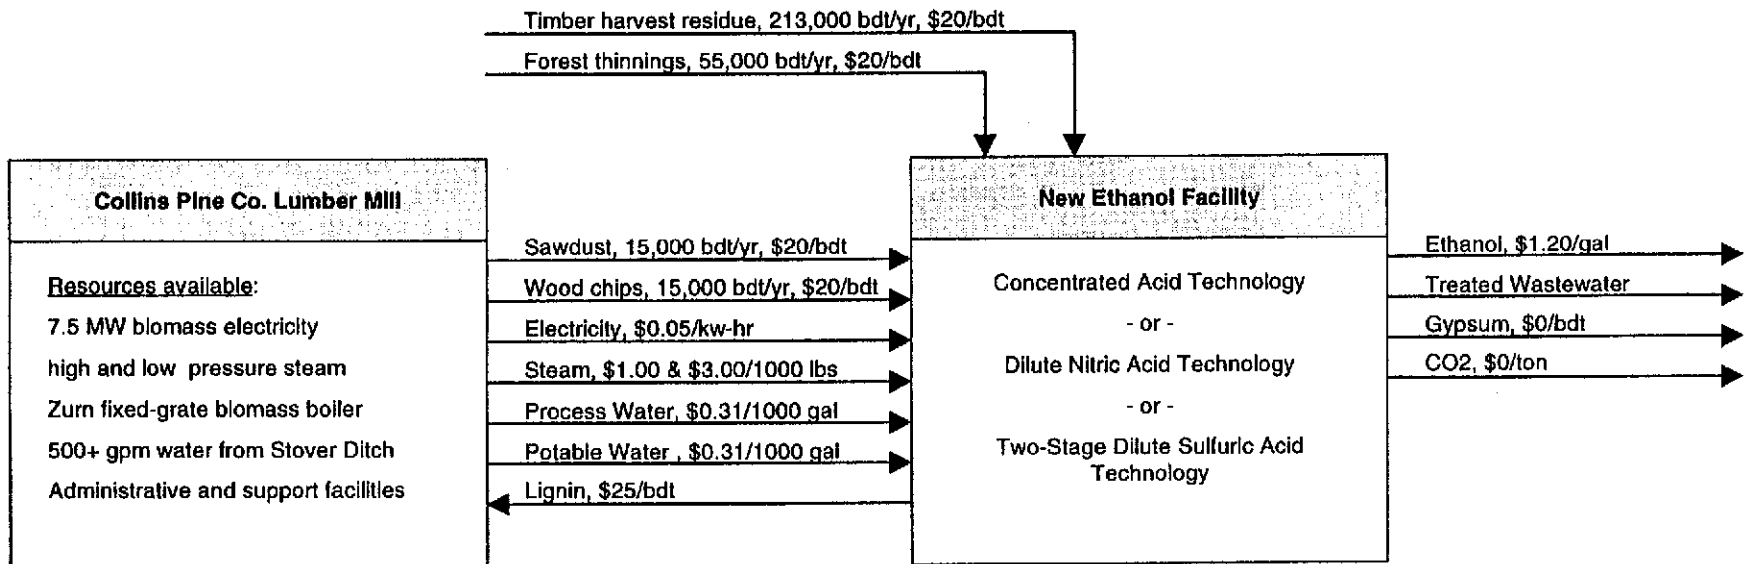 Timber harvest residue, 213,000 bdt/yr, $20/bdt
Forest thinnings, 55,000 bdt/yr, $20/bdt
Collins Pine Co. Lumber Mill
Resources available:
7.5 MW biomass electricity
high and low pressure steam
Zurn fixed-grate biomass boiler
500+ gpm water from Stover Ditch
Administrative and support facilities
Sawdust, 15,000 bdt/yr, $20/bdt
Wood chips, 15,000 bdt/yr, $20/bdt
Electricity, $0.05/kw-hr
Steam, $1.00 & $3.00/1000 lbs
Process Water, $0.31/1000 gal
Potable Water , $0.31/1000 gal
Lignin, $25/bdt
New Ethanol Facility
Concentrated Acid Technology
- or -
Dilute Nitric Acid Technology
- or -
Two-Stage Dilute Sulfuric Acid
Technology
Ethanol, $1.20/gal
Treated Wastewater
Gypsum, $0/bdt
CO2, $0/ton